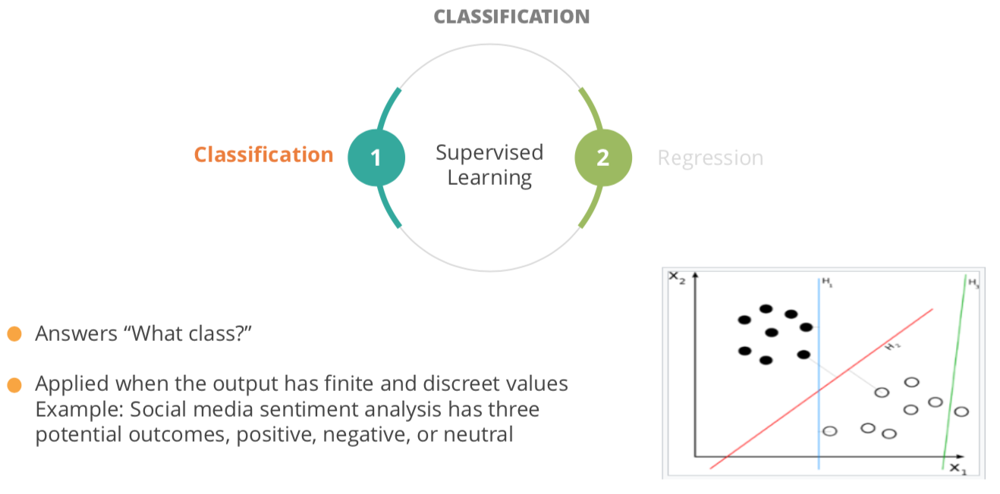 CLASSIFICATION
Classification
1
Supervised
Learning
2
Regression
Answers “What class?”
Applied when the output has finite and discreet values
Example: Social media sentiment analysis has three
potential outcomes, positive, negative, or neutral
X₂
H₁
H₂
H₃
X₁